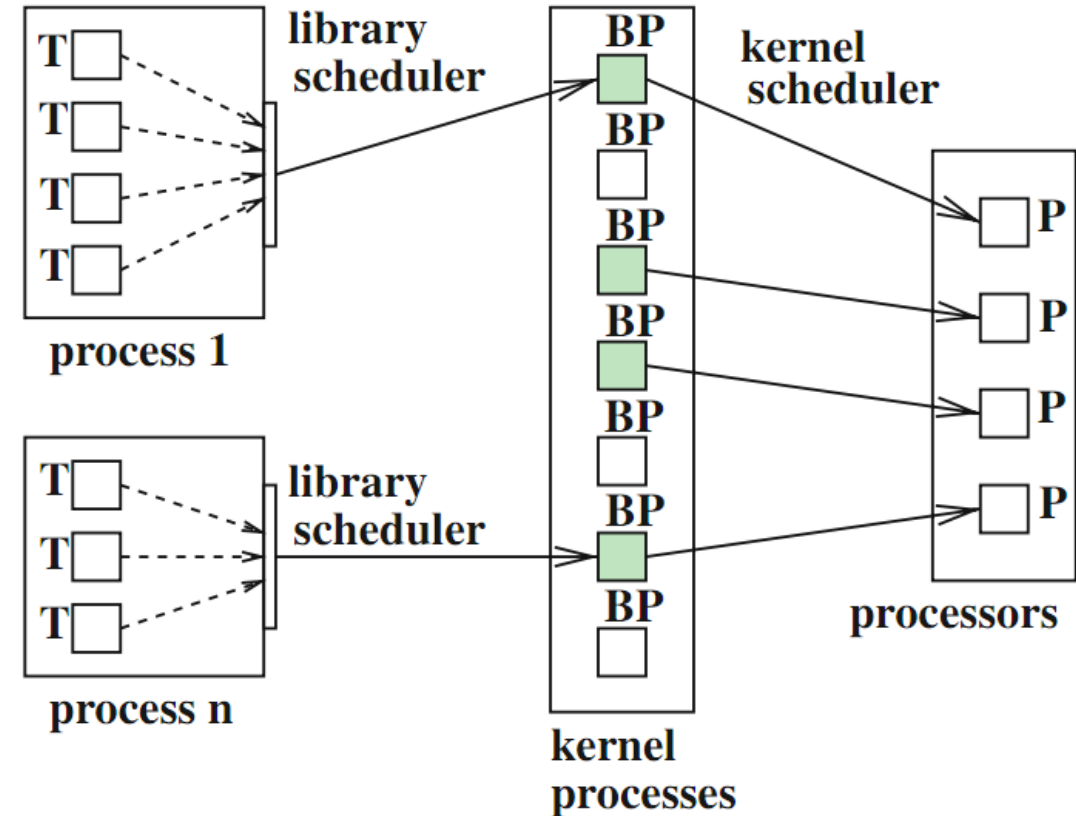 T
T
T
T
process 1
library
scheduler
T
T
T
process n
library
scheduler
BP
BP
BP
BP
BP
BP
BP
kernel
processes
kernel
scheduler
P
P
P
P
processors